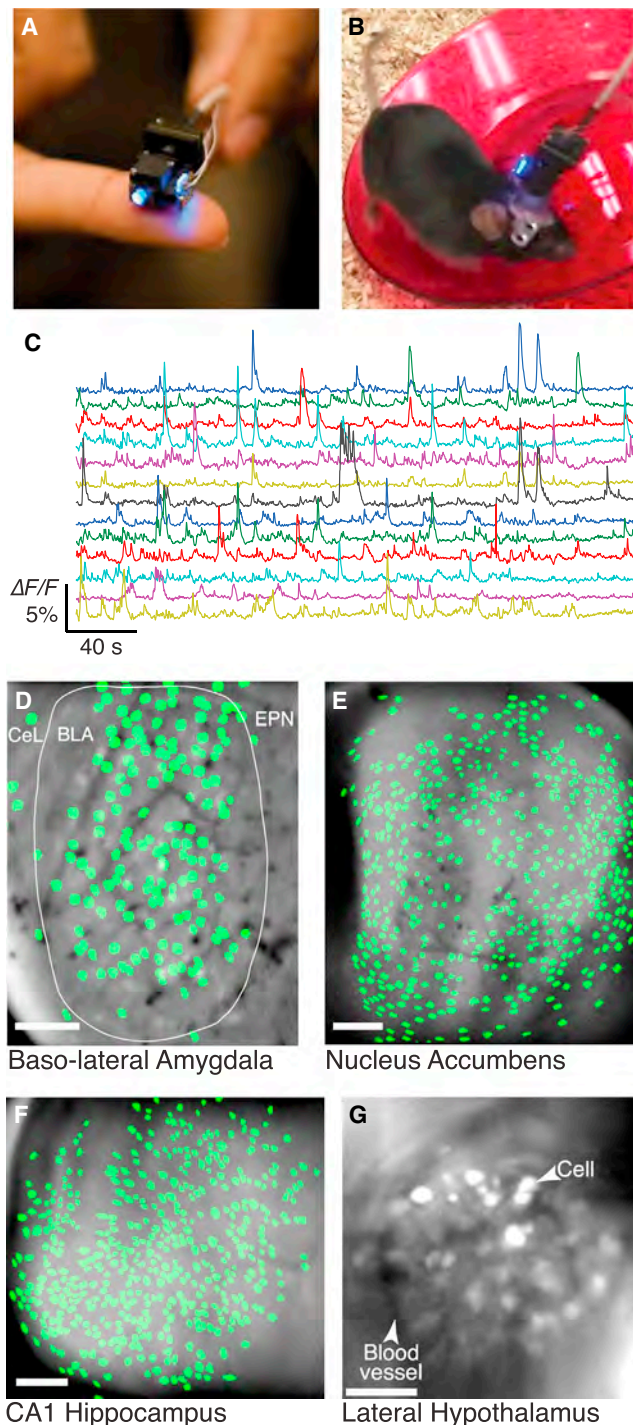 A
B
C
ΔF/F
5%
40 s
D
CeL
BLA
EPN
Baso-lateral Amygdala
E
Nucleus Accumbens
F
CA1 Hippocampus
G
Cell
Blood
vessel
Lateral Hypothalamus